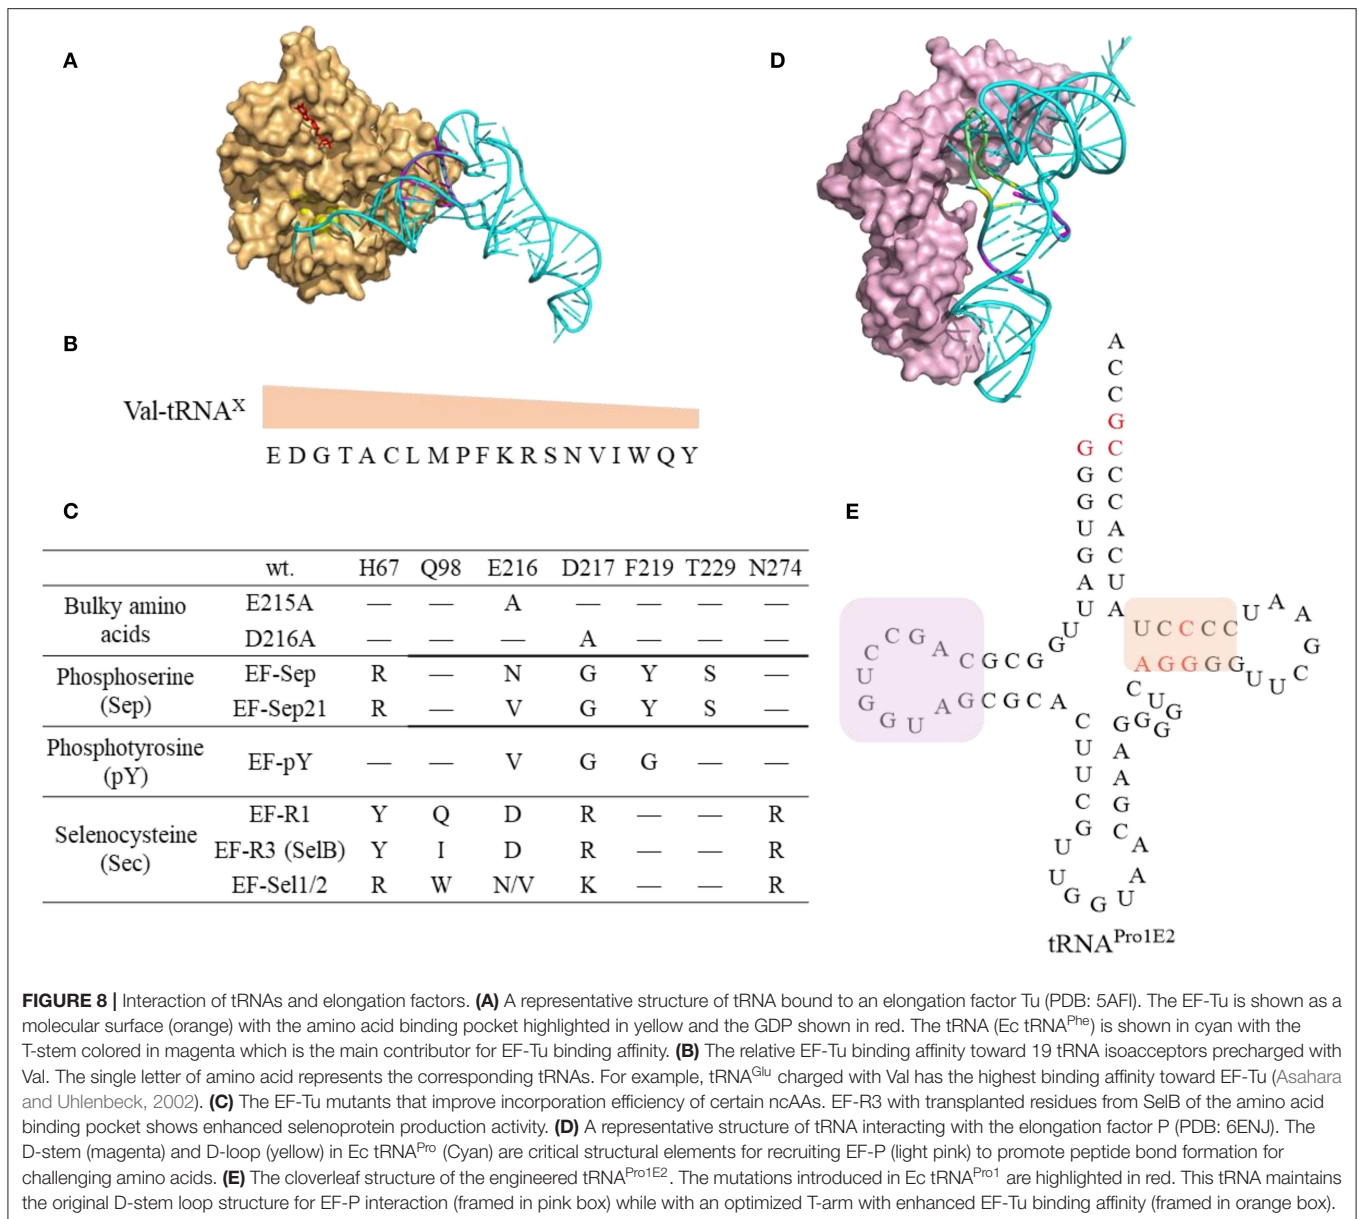 A
D
B
Val-tRNAX
E D G T A C L M P F K R S N V I W Q Y
C
wt. H67 Q98 E216 D217 F219 T229 N274
Bulky amino acids
E215A — — A — — — —
D216A — — — A — — —
Phosphoserine (Sep)
EF-Sep R — N G Y S —
EF-Sep21 R — V G Y S —
Phosphotyrosine (pY)
EF-pY — — V G G — —
Selenocysteine (Sec)
EF-R1 Y Q D R — — R
EF-R3 (SelB) Y I D R — — R
EF-Sel1/2 R W N/V K — — R
E
A
C
C
G
G C
G C
G C
U A
G C
A U
U A
U
G
C G C G
A G C C U G G U A
G C G C A
U C C C C U A A
G
A G G G G U U C
C U G
G G G
C G
U A
U A
C G
G C
U A
U A
G G U
tRNAPro1E2
FIGURE 8 | Interaction of tRNAs and elongation factors. (A) A representative structure of tRNA bound to an elongation factor Tu (PDB: 5AFI). The EF-Tu is shown as a
molecular surface (orange) with the amino acid binding pocket highlighted in yellow and the GDP shown in red. The tRNA (Ec tRNAPhe) is shown in cyan with the
T-stem colored in magenta which is the main contributor for EF-Tu binding affinity. (B) The relative EF-Tu binding affinity toward 19 tRNA isoacceptors precharged with
Val. The single letter of amino acid represents the corresponding tRNAs. For example, tRNAGlu charged with Val has the highest binding affinity toward EF-Tu (Asahara
and Uhlenbeck, 2002). (C) The EF-Tu mutants that improve incorporation efficiency of certain ncAAs. EF-R3 with transplanted residues from SelB of the amino acid
binding pocket shows enhanced selenoprotein production activity. (D) A representative structure of tRNA interacting with the elongation factor P (PDB: 6ENJ). The
D-stem (magenta) and D-loop (yellow) in Ec tRNAPro (Cyan) are critical structural elements for recruiting EF-P (light pink) to promote peptide bond formation for
challenging amino acids. (E) The cloverleaf structure of the engineered tRNAPro1E2. The mutations introduced in Ec tRNAPro1 are highlighted in red. This tRNA maintains
the original D-stem loop structure for EF-P interaction (framed in pink box) while with an optimized T-arm with enhanced EF-Tu binding affinity (framed in orange box).